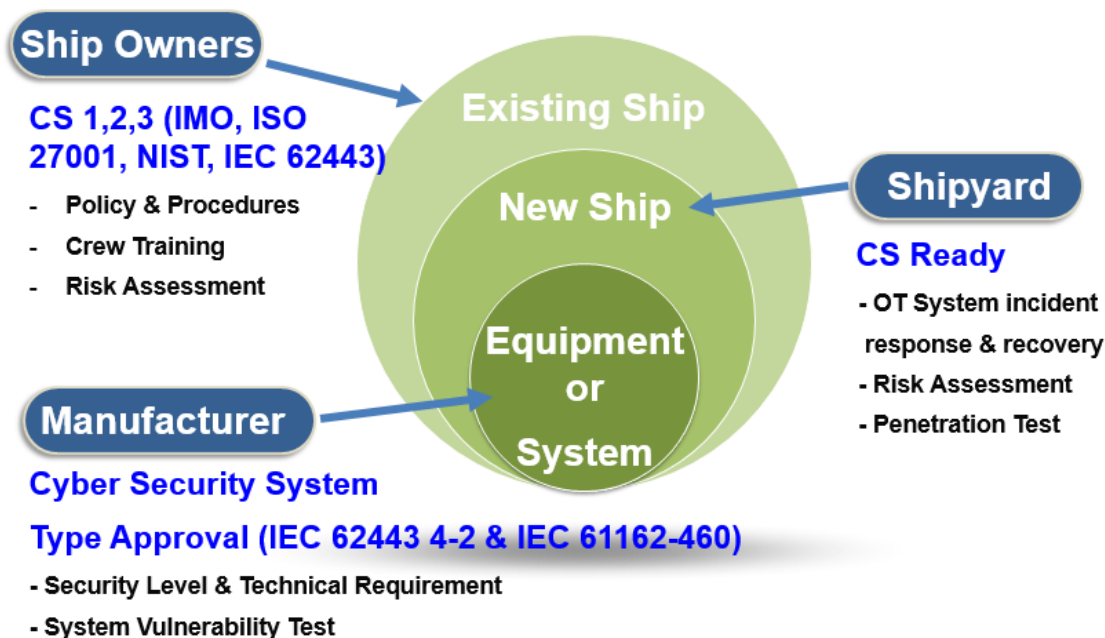 Ship Owners
CS 1,2,3 (IMO, ISO
27001, NIST, IEC 62443)
- Policy & Procedures
- Crew Training
- Risk Assessment
Existing Ship
New Ship
Equipment
or
System
Shipyard
CS Ready
- OT System incident
response & recovery
- Risk Assessment
- Penetration Test
Manufacturer
Cyber Security System
Type Approval (IEC 62443 4-2 & IEC 61162-460)
- Security Level & Technical Requirement
- System Vulnerability Test